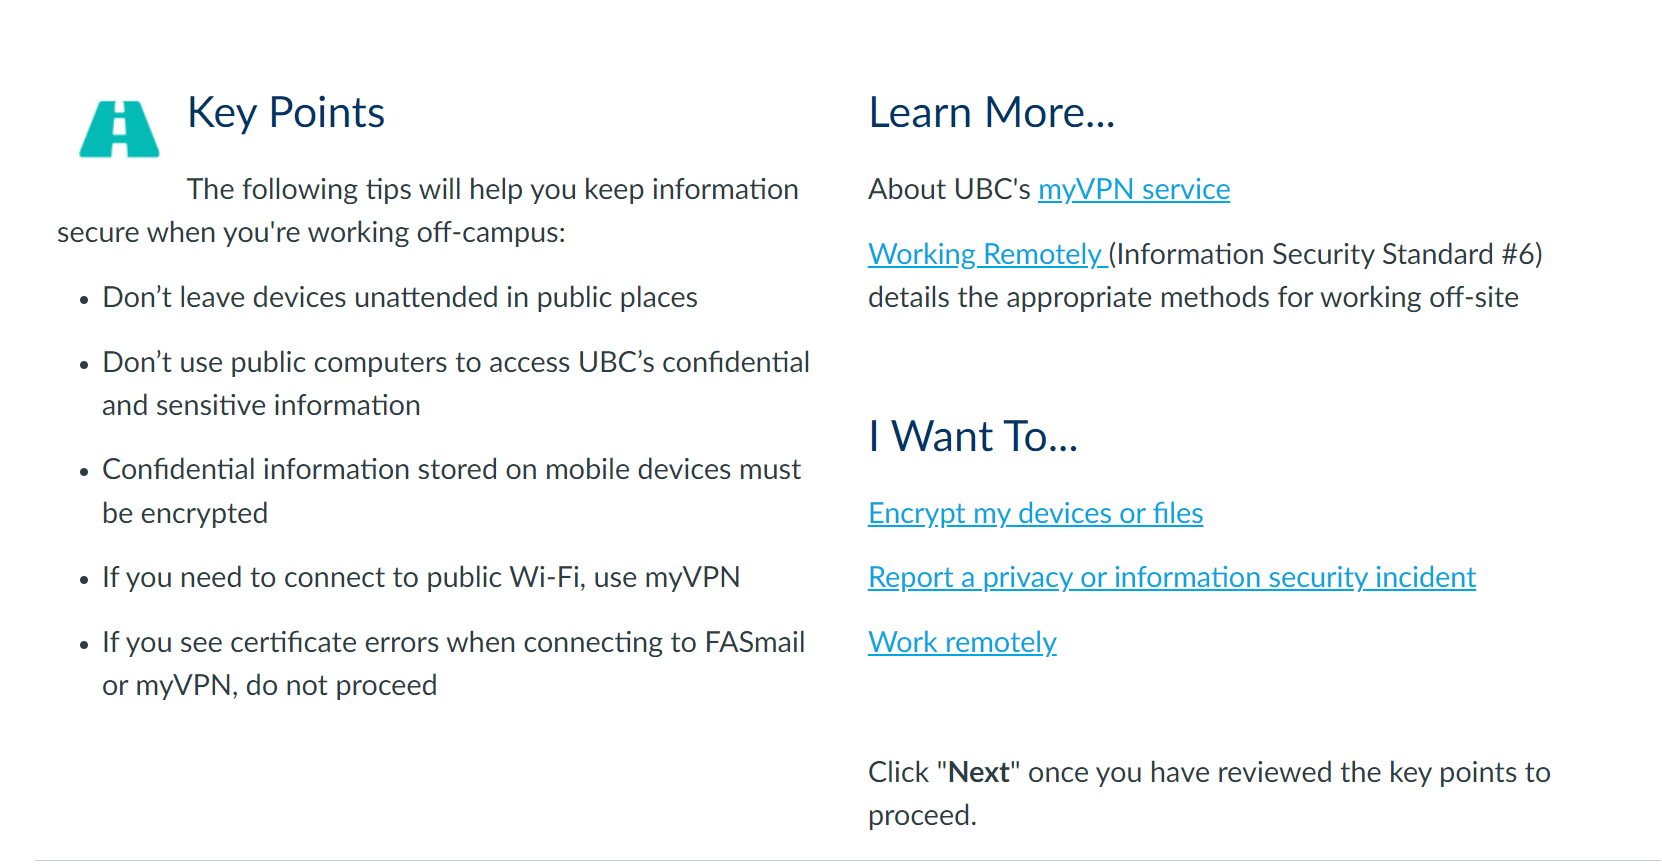 Key Points
The following tips will help you keep information
secure when you're working off-campus:
• Don’t leave devices unattended in public places
• Don’t use public computers to access UBC’s confidential
and sensitive information
• Confidential information stored on mobile devices must
be encrypted
• If you need to connect to public Wi-Fi, use myVPN
• If you see certificate errors when connecting to FASmail
or myVPN, do not proceed
Learn More...
About UBC's myVPN service
Working Remotely (Information Security Standard #6)
details the appropriate methods for working off-site
I Want To...
Encrypt my devices or files
Report a privacy or information security incident
Work remotely
Click "Next" once you have reviewed the key points to
proceed.